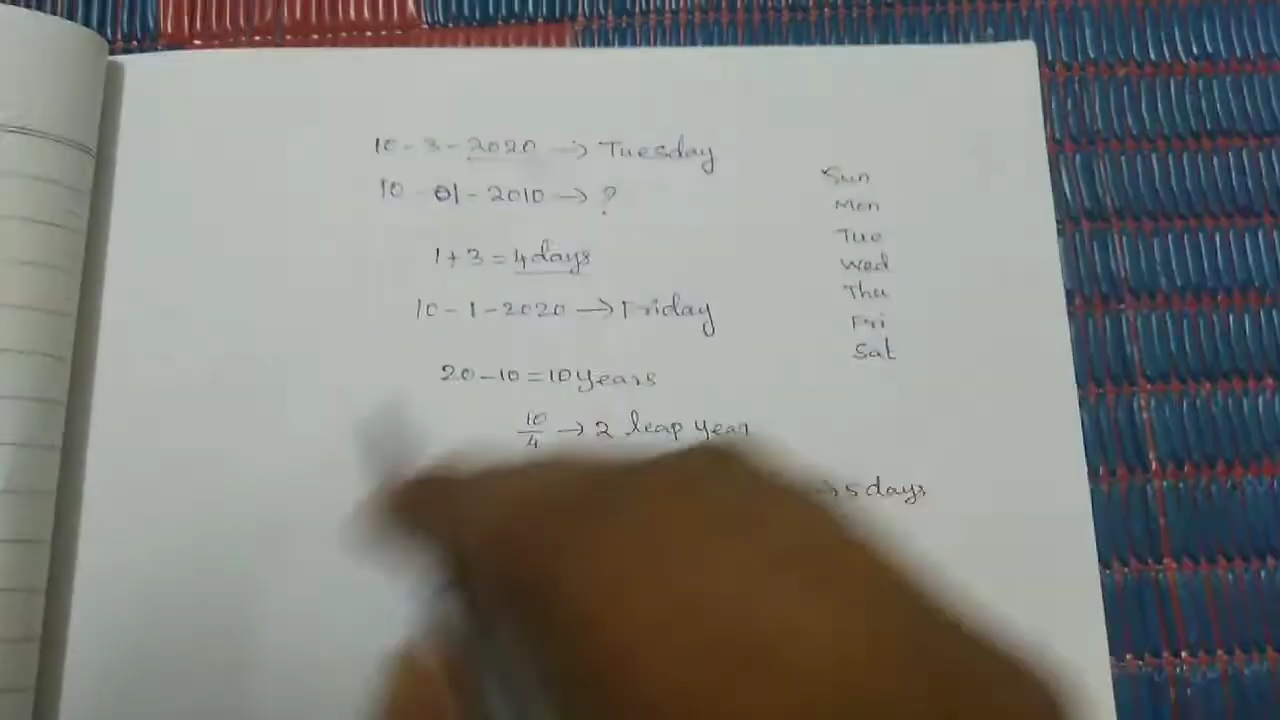 10-3-2020 → Tuesday
10 01-2010 → ?
1+3 = 4 days
10-1-2020 → Friday
20-10 = 10 years
10/4 → 2 leap year
→ 5 days
Sun
Mon
Tue
Wed
Thu
Fri
Sat